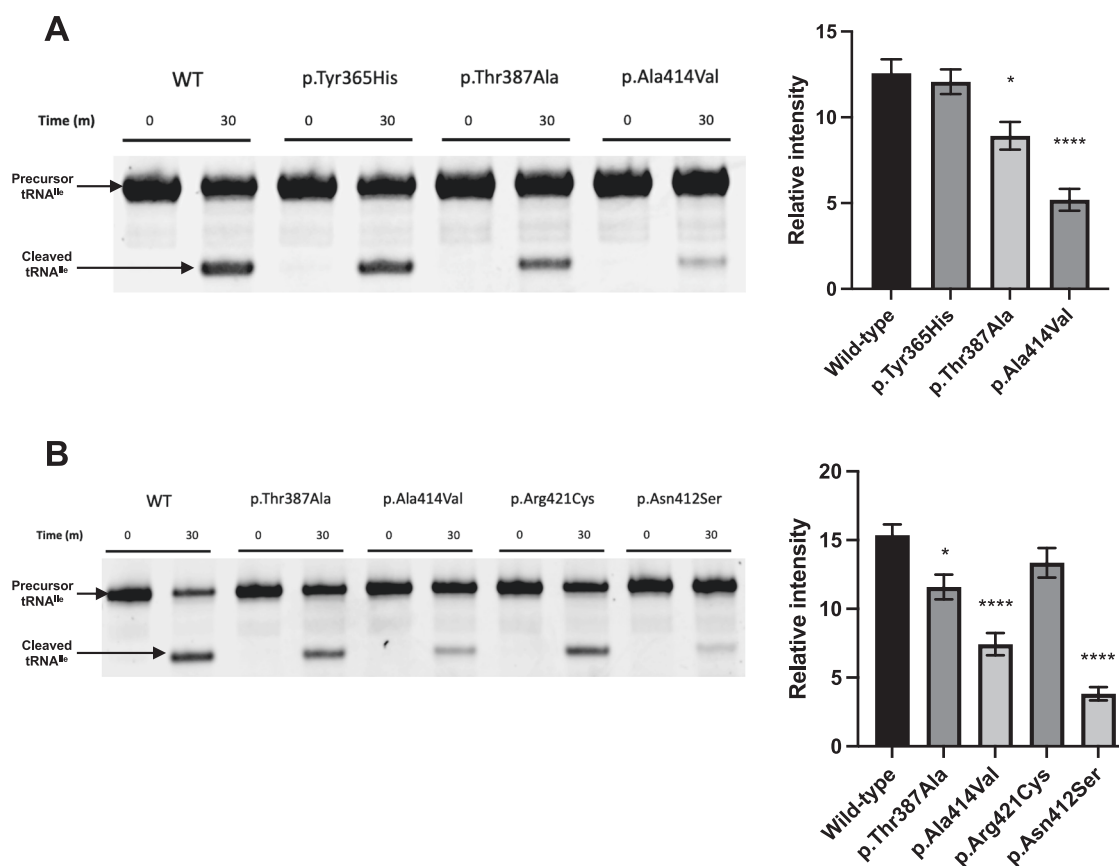 A
WT p.Tyr365His p.Thr387Ala p.Ala414Val
Time (m) 0 30 0 30 0 30 0 30
Precursor
tRNAIle
Cleaved
tRNAIle
Relative intensity
15
10
5
0
*
****
Wild-type
p.Tyr365His
p.Thr387Ala
p.Ala414Val
B
WT p.Thr387Ala p.Ala414Val p.Arg421Cys p.Asn412Ser
Time (m) 0 30 0 30 0 30 0 30 0 30
Precursor
tRNAIle
Cleaved
tRNAIle
Relative intensity
20
15
10
5
0
*
****
****
Wild-type
p.Thr387Ala
p.Ala414Val
p.Arg421Cys
p.Asn412Ser